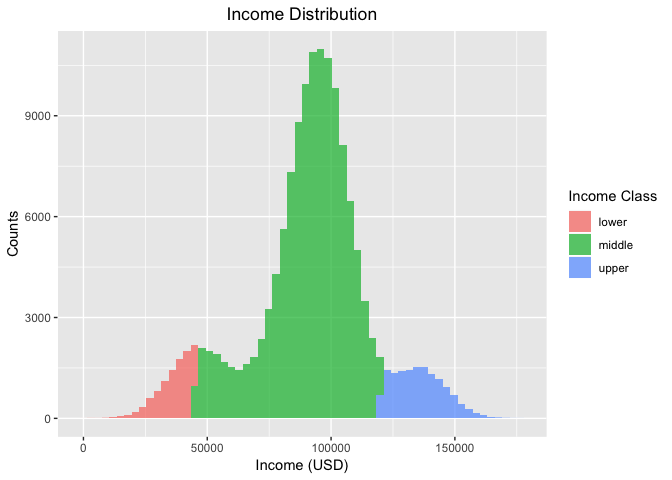 Income Distribution
Counts
9000
6000
3000
0
0 50000 100000 150000
Income (USD)
Income Class
lower
middle
upper